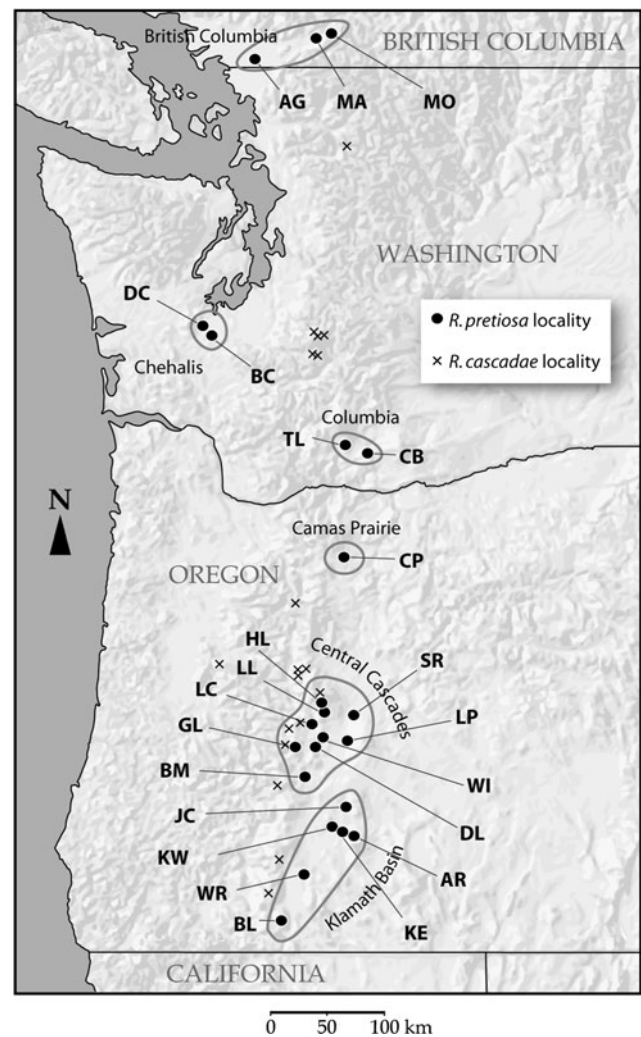 British Columbia
BRITISH COLUMBIA
AG
MA
MO
WASHINGTON
R. pretiosa locality
R. cascadae locality
DC
BC
Chehalis
Columbia
TL
CB
N
Camas Prairie
CP
OREGON
HL
LL
LC
GL
BM
Central Cascades
SR
LP
WI
DL
JC
KW
WR
BL
AR
KE
Klamath Basin
CALIFORNIA
0 50 100 km